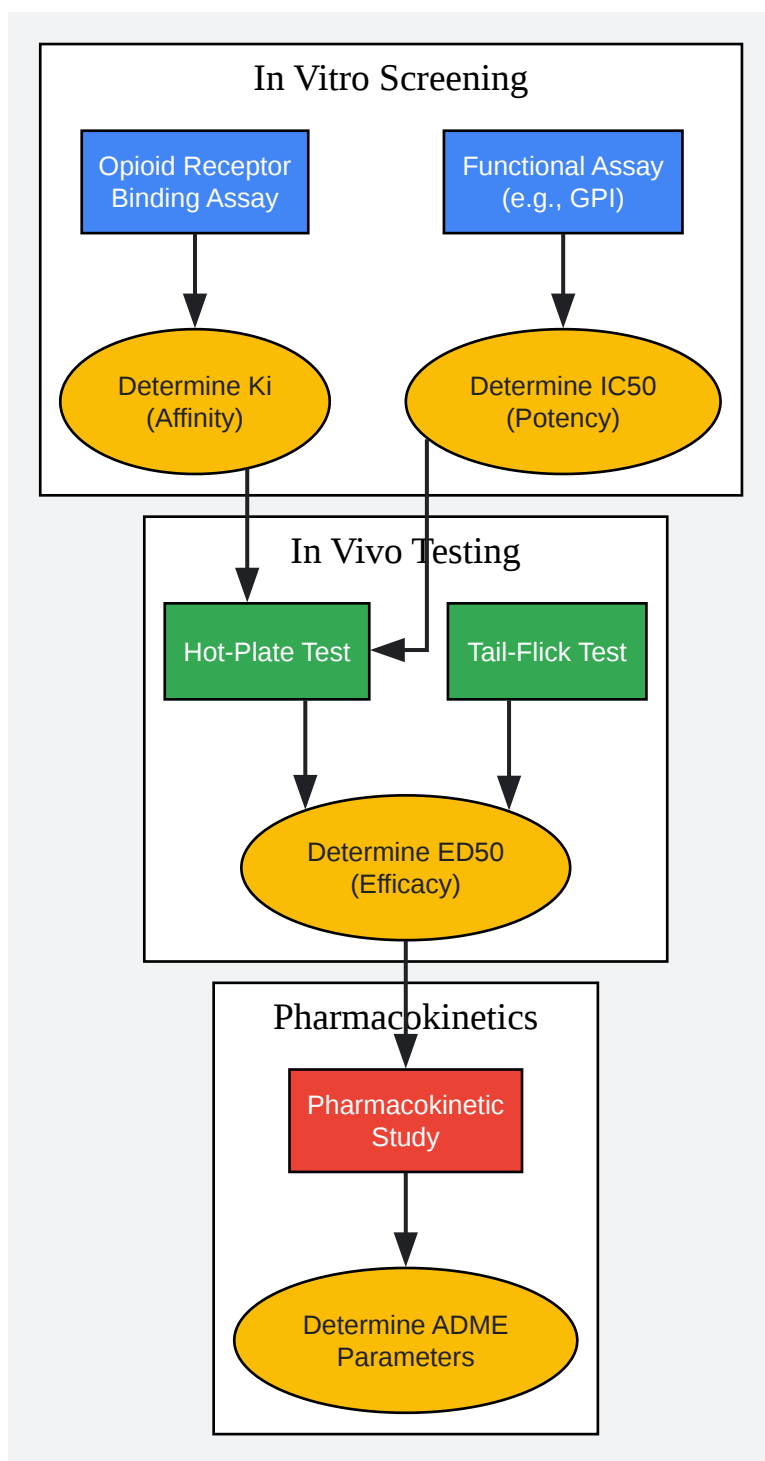 In Vitro Screening
Opioid Receptor
Binding Assay
Functional Assay
(e.g., GPI)
Determine Ki
(Affinity)
Determine IC50
(Potency)
In Vivo Testing
Hot-Plate Test
Tail-Flick Test
Determine ED50
(Efficacy)
Pharmacokinetics
Pharmacokinetic
Study
Determine ADME
Parameters